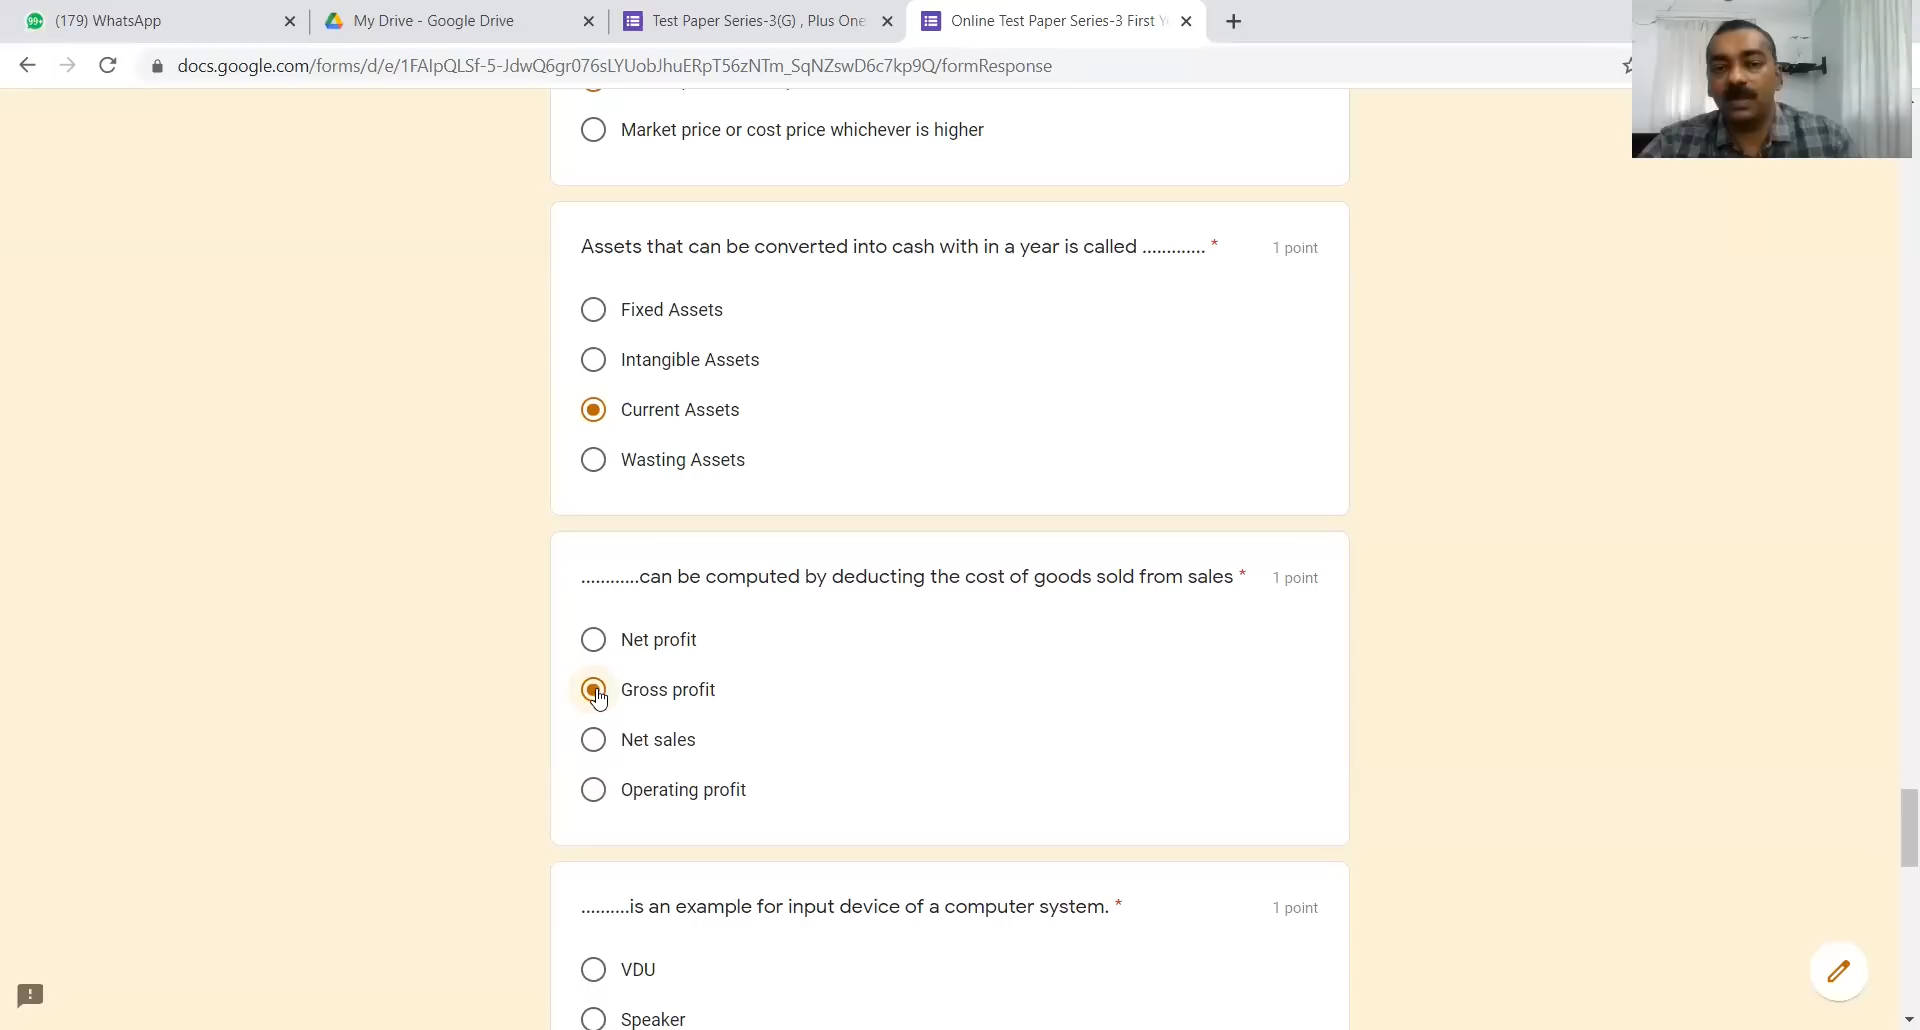 99+ (179) WhatsApp
My Drive - Google Drive
Test Paper Series-3(G) , Plus One
Online Test Paper Series-3 First Y
docs.google.com/forms/d/e/1FAIpQLSf-5-JdwQ6gr076sLYUobJhuERpT56zNTm_SqNZswD6c7kp9Q/formResponse
Market price or cost price whichever is higher
Assets that can be converted into cash with in a year is called ............. * 1 point
Fixed Assets
Intangible Assets
Current Assets
Wasting Assets
............can be computed by deducting the cost of goods sold from sales * 1 point
Net profit
Gross profit
Net sales
Operating profit
..........is an example for input device of a computer system. * 1 point
VDU
Speaker